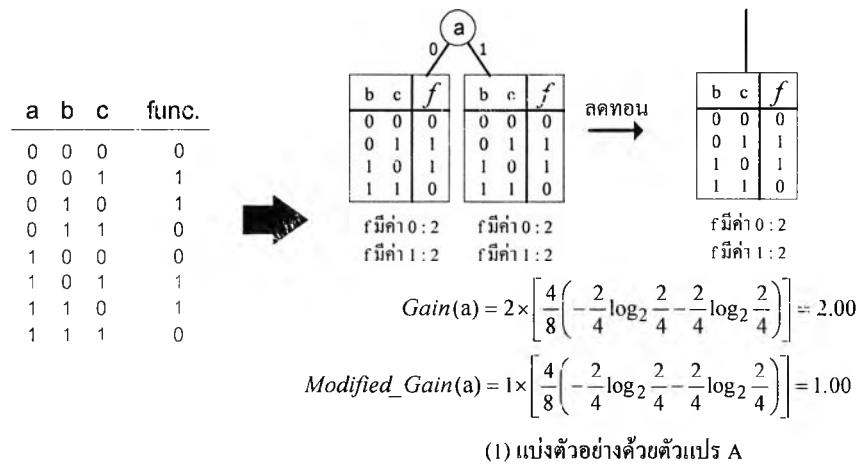 a b c func.
0 0 0 0
0 0 1 1
0 1 0 1
0 1 1 0
1 0 0 0
1 0 1 1
1 1 0 1
1 1 1 0
a
0 1
b c f
0 0 0
0 1 1
1 0 1
1 1 0
f มีค่า 0 : 2
f มีค่า 1 : 2
b c f
0 0 0
0 1 1
1 0 1
1 1 0
f มีค่า 0 : 2
f มีค่า 1 : 2
ลดทอน
b c f
0 0 0
0 1 1
1 0 1
1 1 0
f มีค่า 0 : 2
f มีค่า 1 : 2
Gain(a) = 2×[4/8(−2/4 log₂ 2/4 − 2/4 log₂ 2/4)] = 2.00
Modified_Gain(a) = 1×[4/8(−2/4 log₂ 2/4 − 2/4 log₂ 2/4)] = 1.00
(1) แบ่งตัวอย่างด้วยตัวแปร A